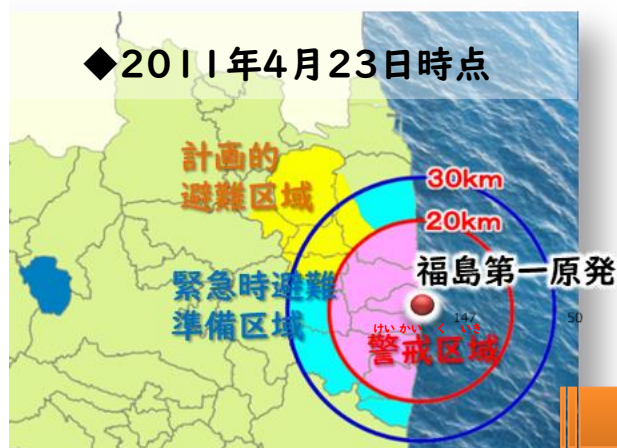 ◆2011年4月23日時点
計画的
避難区域
30km
20km
福島第一原発
緊急時避難
準備区域
147
50
けいかいくいき
警戒区域